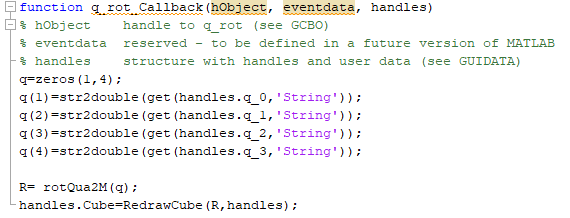 function q_rot_Callback(hObject, eventdata, handles)
% hObject    handle to q_rot (see GCBO)
% eventdata  reserved - to be defined in a future version of MATLAB
% handles    structure with handles and user data (see GUIDATA)
q=zeros(1,4);
q(1)=str2double(get(handles.q_0,'String'));
q(2)=str2double(get(handles.q_1,'String'));
q(3)=str2double(get(handles.q_2,'String'));
q(4)=str2double(get(handles.q_3,'String'));
R= rotQua2M(q);
handles.Cube=RedrawCube(R,handles);